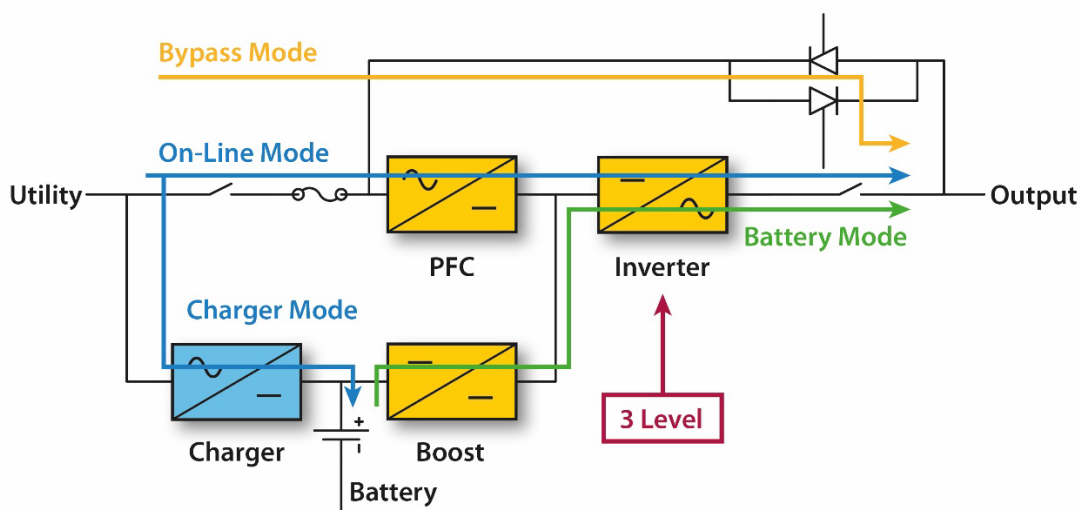 Bypass Mode
On-Line Mode
Utility
Output
PFC
Inverter
Battery Mode
Charger Mode
3 Level
Charger
Boost
+
-
Battery